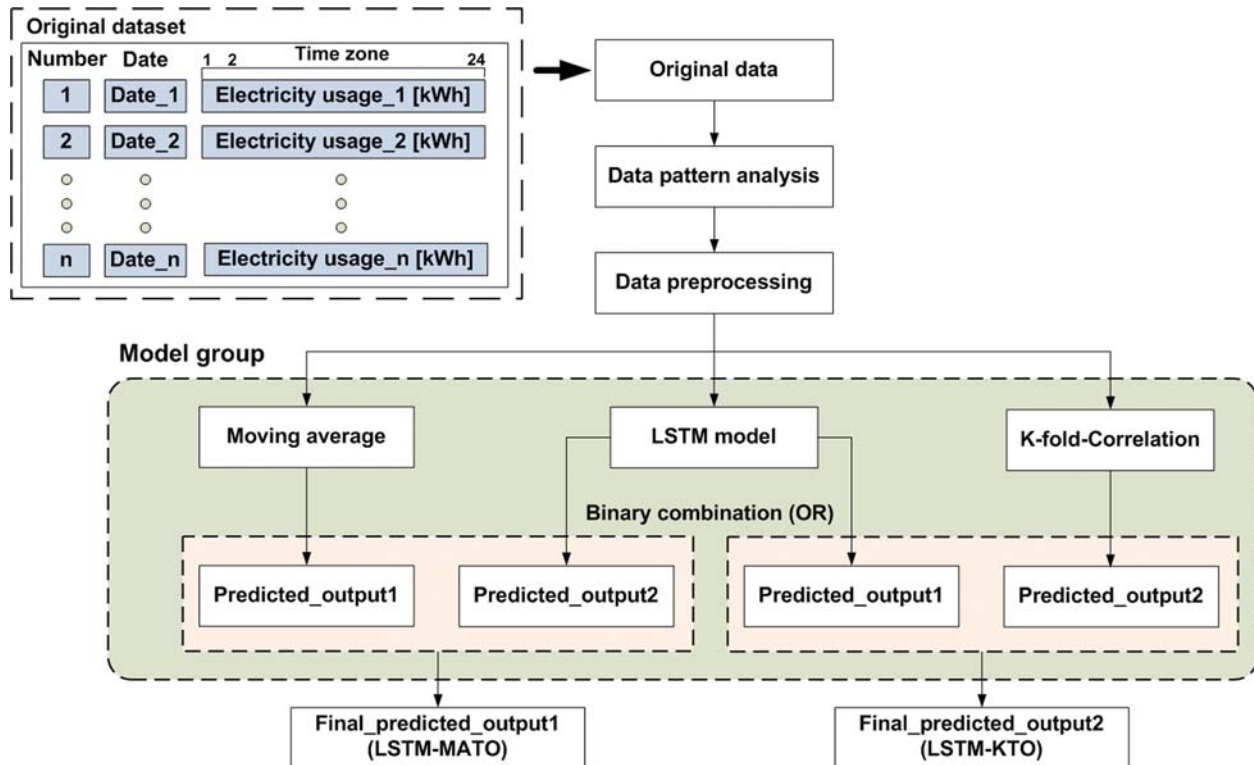 Original dataset
Number Date Time zone
1 2 24
1 Date_1 Electricity usage_1 [kWh]
2 Date_2 Electricity usage_2 [kWh]
n Date_n Electricity usage_n [kWh]
Original data
Data pattern analysis
Data preprocessing
Model group
Moving average
LSTM model
K-fold-Correlation
Binary combination (OR)
Predicted_output1
Predicted_output2
Predicted_output1
Predicted_output2
Final_predicted_output1
(LSTM-MATO)
Final_predicted_output2
(LSTM-KTO)